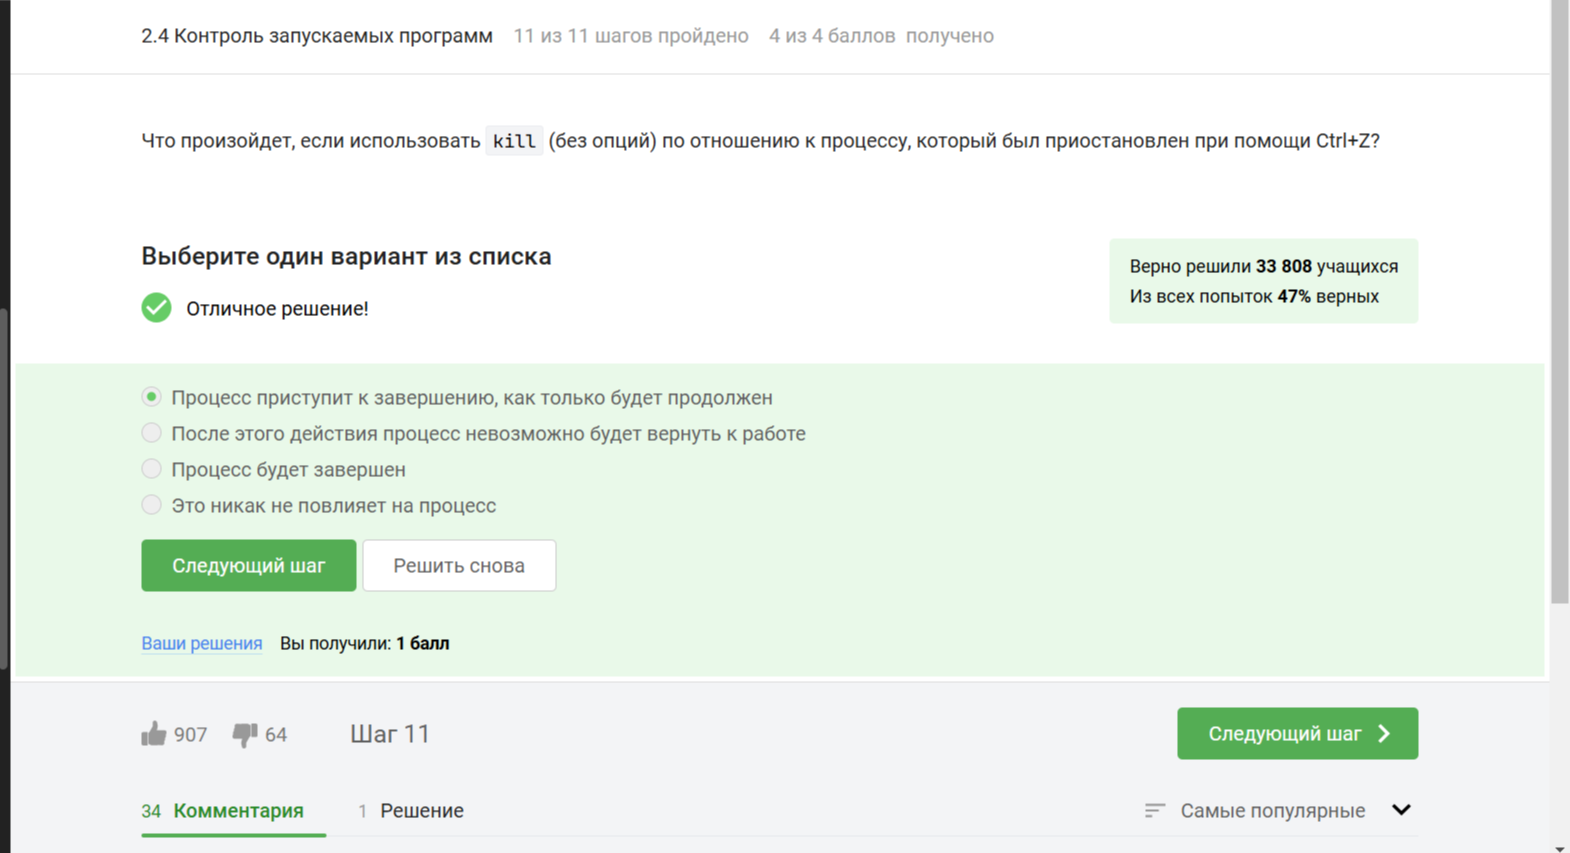 2.4 Контроль запускаемых программ 11 из 11 шагов пройдено 4 из 4 баллов получено
Что произойдет, если использовать kill (без опций) по отношению к процессу, который был приостановлен при помощи Ctrl+Z?
Выберите один вариант из списка
Отличное решение!
Верно решили 33 808 учащихся
Из всех попыток 47% верных
Процесс приступит к завершению, как только будет продолжен
После этого действия процесс невозможно будет вернуть к работе
Процесс будет завершен
Это никак не повлияет на процесс
Следующий шаг Решить снова
Ваши решения Вы получили: 1 балл
907 64 Шаг 11 Следующий шаг
34 Комментария 1 Решение Самые популярные